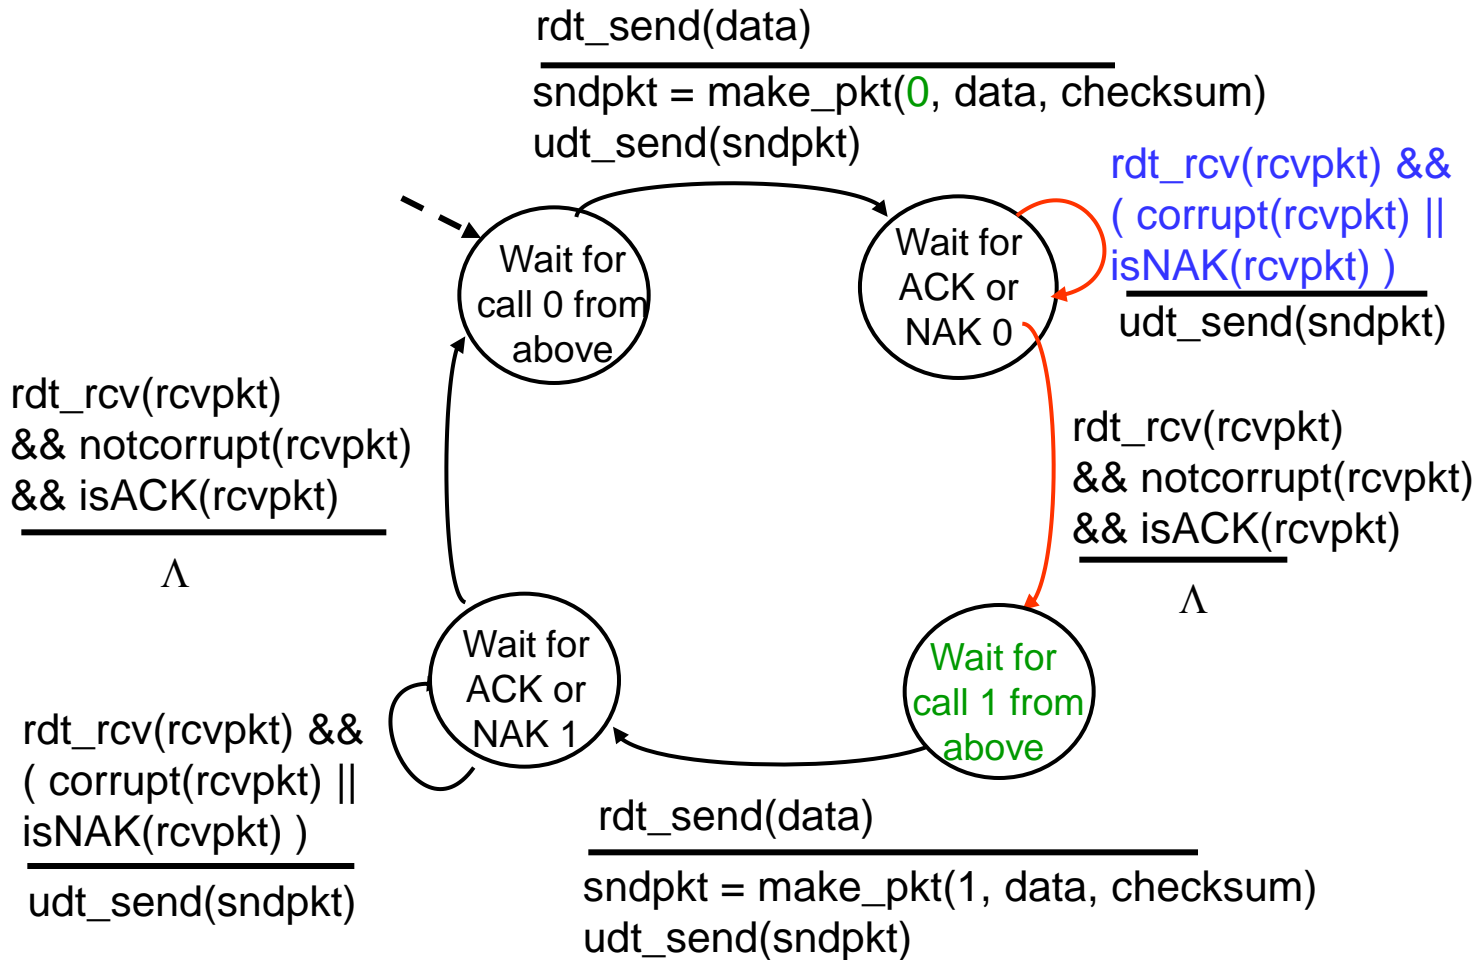 rdt_send(data)
sndpkt = make_pkt(0, data, checksum)
udt_send(sndpkt)
rdt_rcv(rcvpkt) &&
( corrupt(rcvpkt) ||
isNAK(rcvpkt) )
udt_send(sndpkt)
Wait for
call 0 from
above
Wait for
ACK or
NAK 0
rdt_rcv(rcvpkt)
&& notcorrupt(rcvpkt)
&& isACK(rcvpkt)
Λ
rdt_rcv(rcvpkt)
&& notcorrupt(rcvpkt)
&& isACK(rcvpkt)
Λ
Wait for
ACK or
NAK 1
Wait for
call 1 from
above
rdt_rcv(rcvpkt) &&
( corrupt(rcvpkt) ||
isNAK(rcvpkt) )
udt_send(sndpkt)
rdt_send(data)
sndpkt = make_pkt(1, data, checksum)
udt_send(sndpkt)